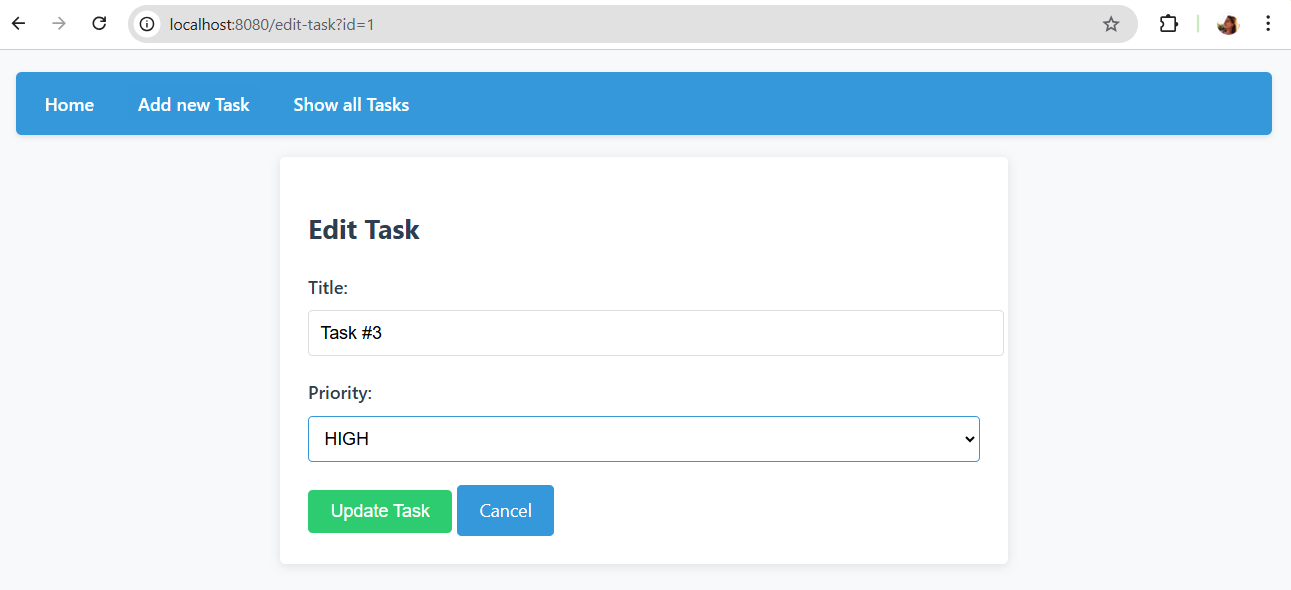 localhost:8080/edit-task?id=1
Home Add new Task Show all Tasks
Edit Task
Title:
Task #3
Priority:
HIGH
Update Task Cancel